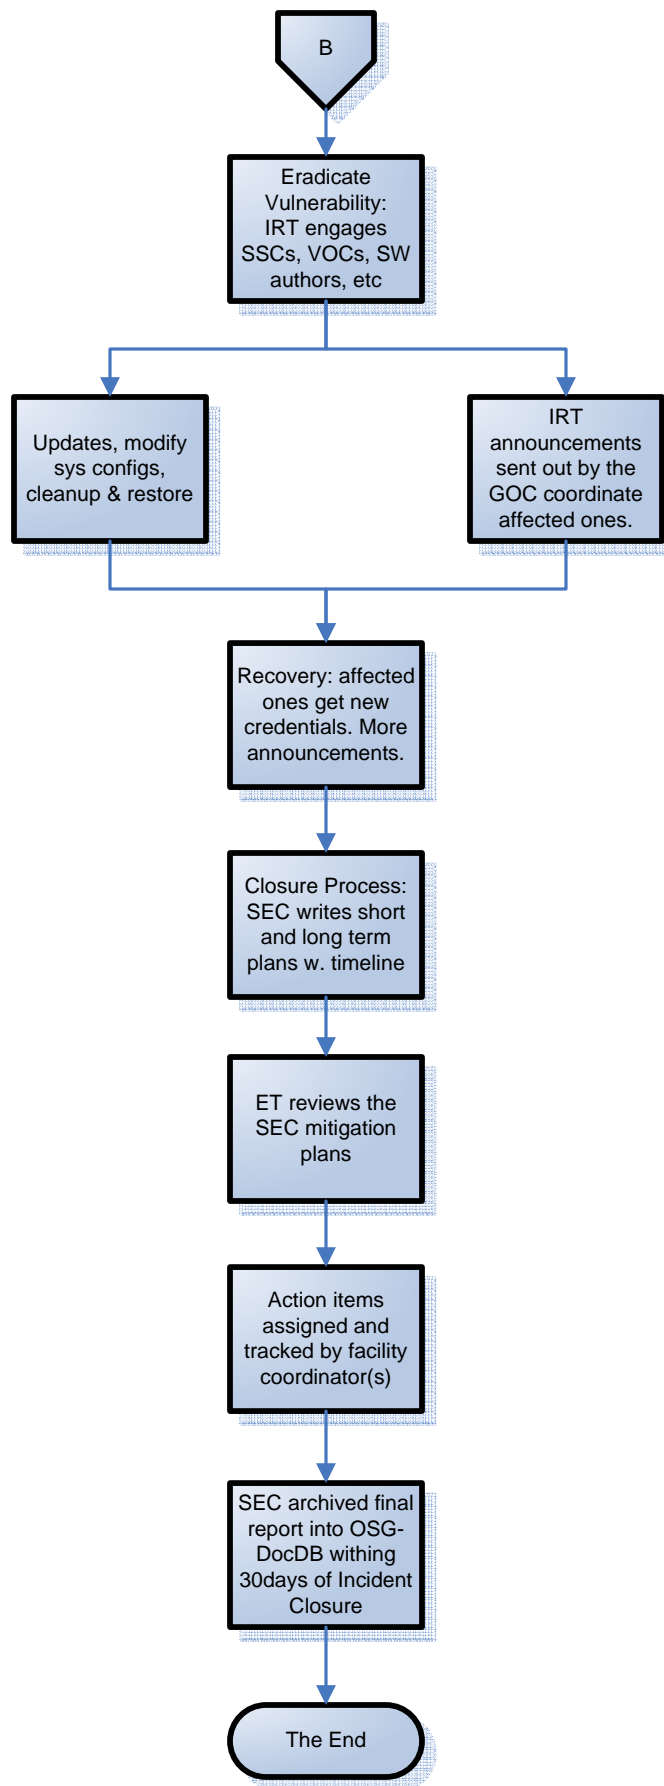 B
Eradicate
Vulnerability:
IRT engages
SSCs, VOCs, SW
authors, etc
Updates, modify
sys configs,
cleanup & restore
IRT
announcements
sent out by the
GOC coordinate
affected ones.
Recovery: affected
ones get new
credentials. More
announcements.
Closure Process:
SEC writes short
and long term
plans w. timeline
ET reviews the
SEC mitigation
plans
Action items
assigned and
tracked by facility
coordinator(s)
SEC archived final
report into OSG-
DocDB withing
30days of Incident
Closure
The End